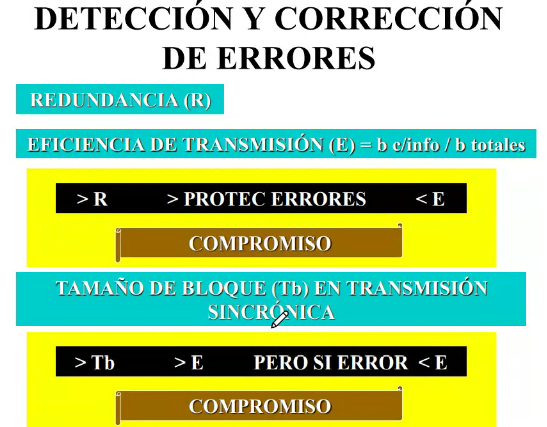 DETECCIÓN Y CORRECCIÓN
DE ERRORES
REDUNDANCIA (R)
EFICIENCIA DE TRANSMISIÓN (E) = b c/info / b totales
> R > PROTEC ERRORES < E
COMPROMISO
TAMAÑO DE BLOQUE (Tb) EN TRANSMISIÓN
SINCRÓNICA
> Tb > E PERO SI ERROR < E
COMPROMISO